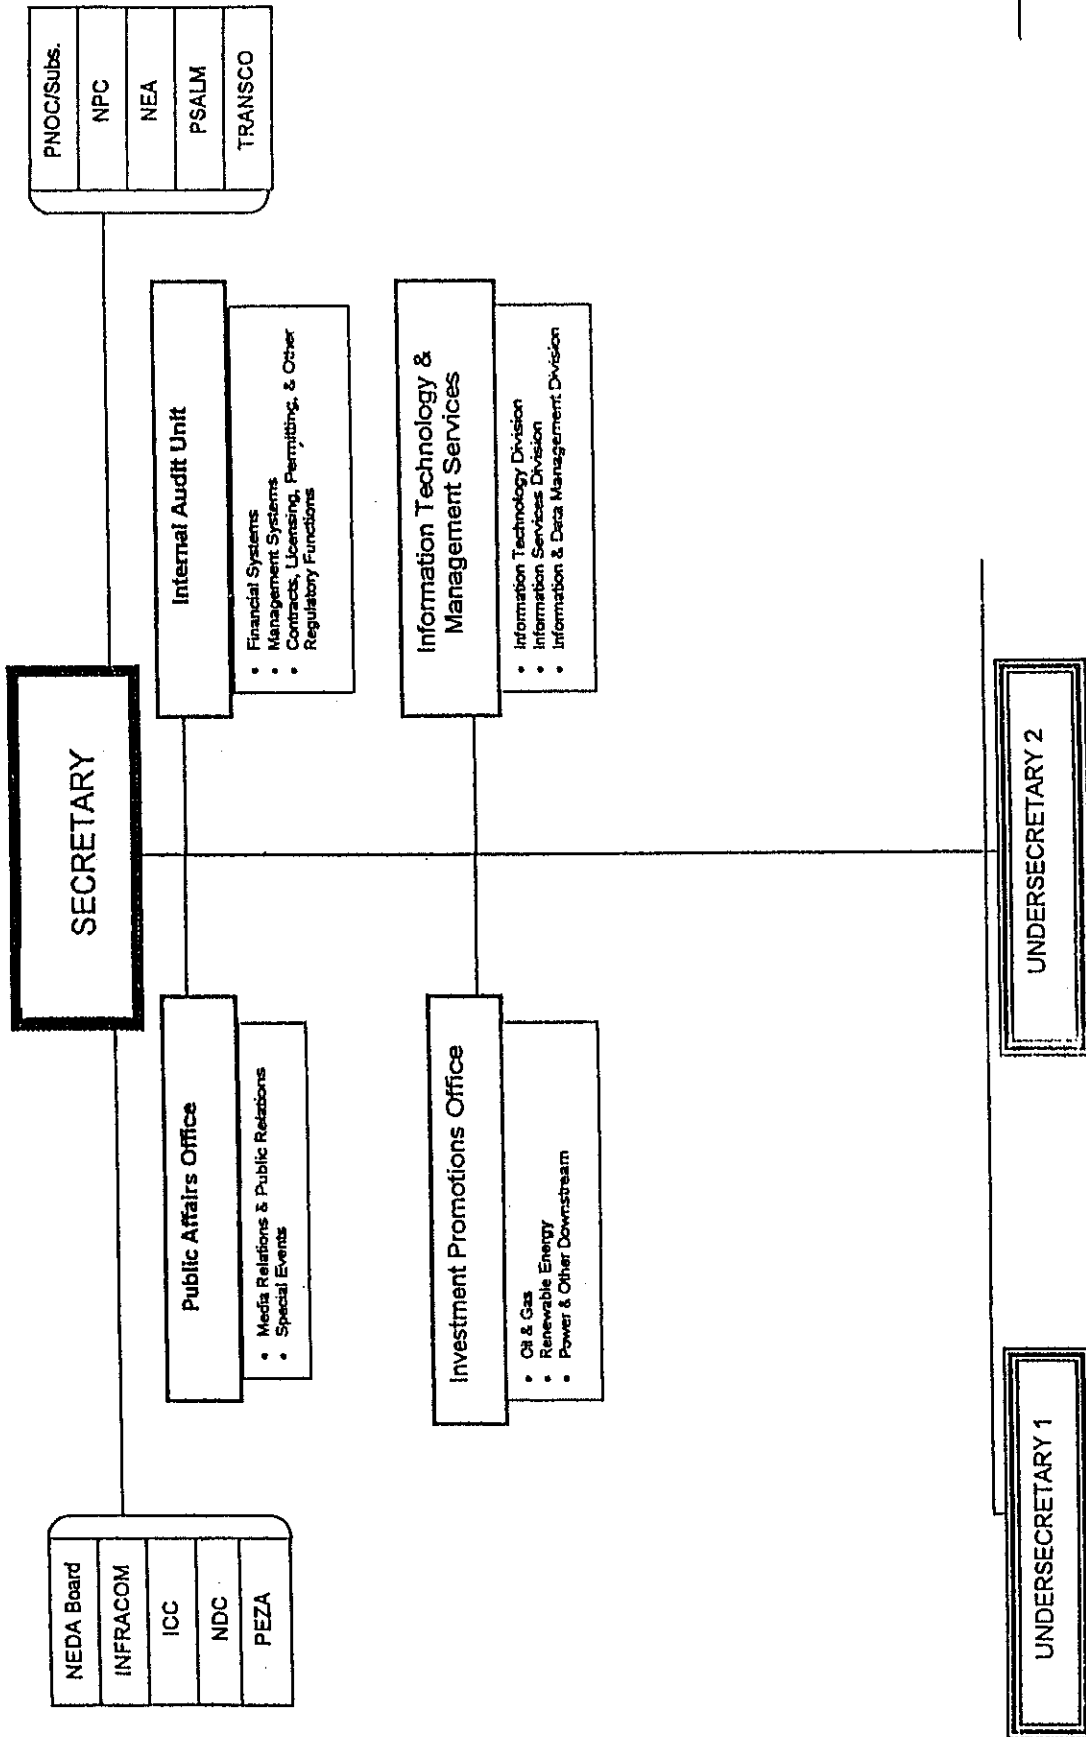 SECRETARY
NEDA Board
INFRACOM
ICC
NDC
PEZA
PNOC/Subs.
NPC
NEA
PSALM
TRANSCO
Public Affairs Office
• Media Relations & Public Relations
• Special Events
Internal Audit Unit
• Financial Systems
• Management Systems
• Contracts, Licensing, Permitting, & Other
Regulatory Functions
Investment Promotions Office
• Oil & Gas
• Renewable Energy
• Power & Other Downstream
Information Technology &
Management Services
• Information Technology Division
• Information Services Division
• Information & Data Management Division
UNDERSECRETARY 1
UNDERSECRETARY 2